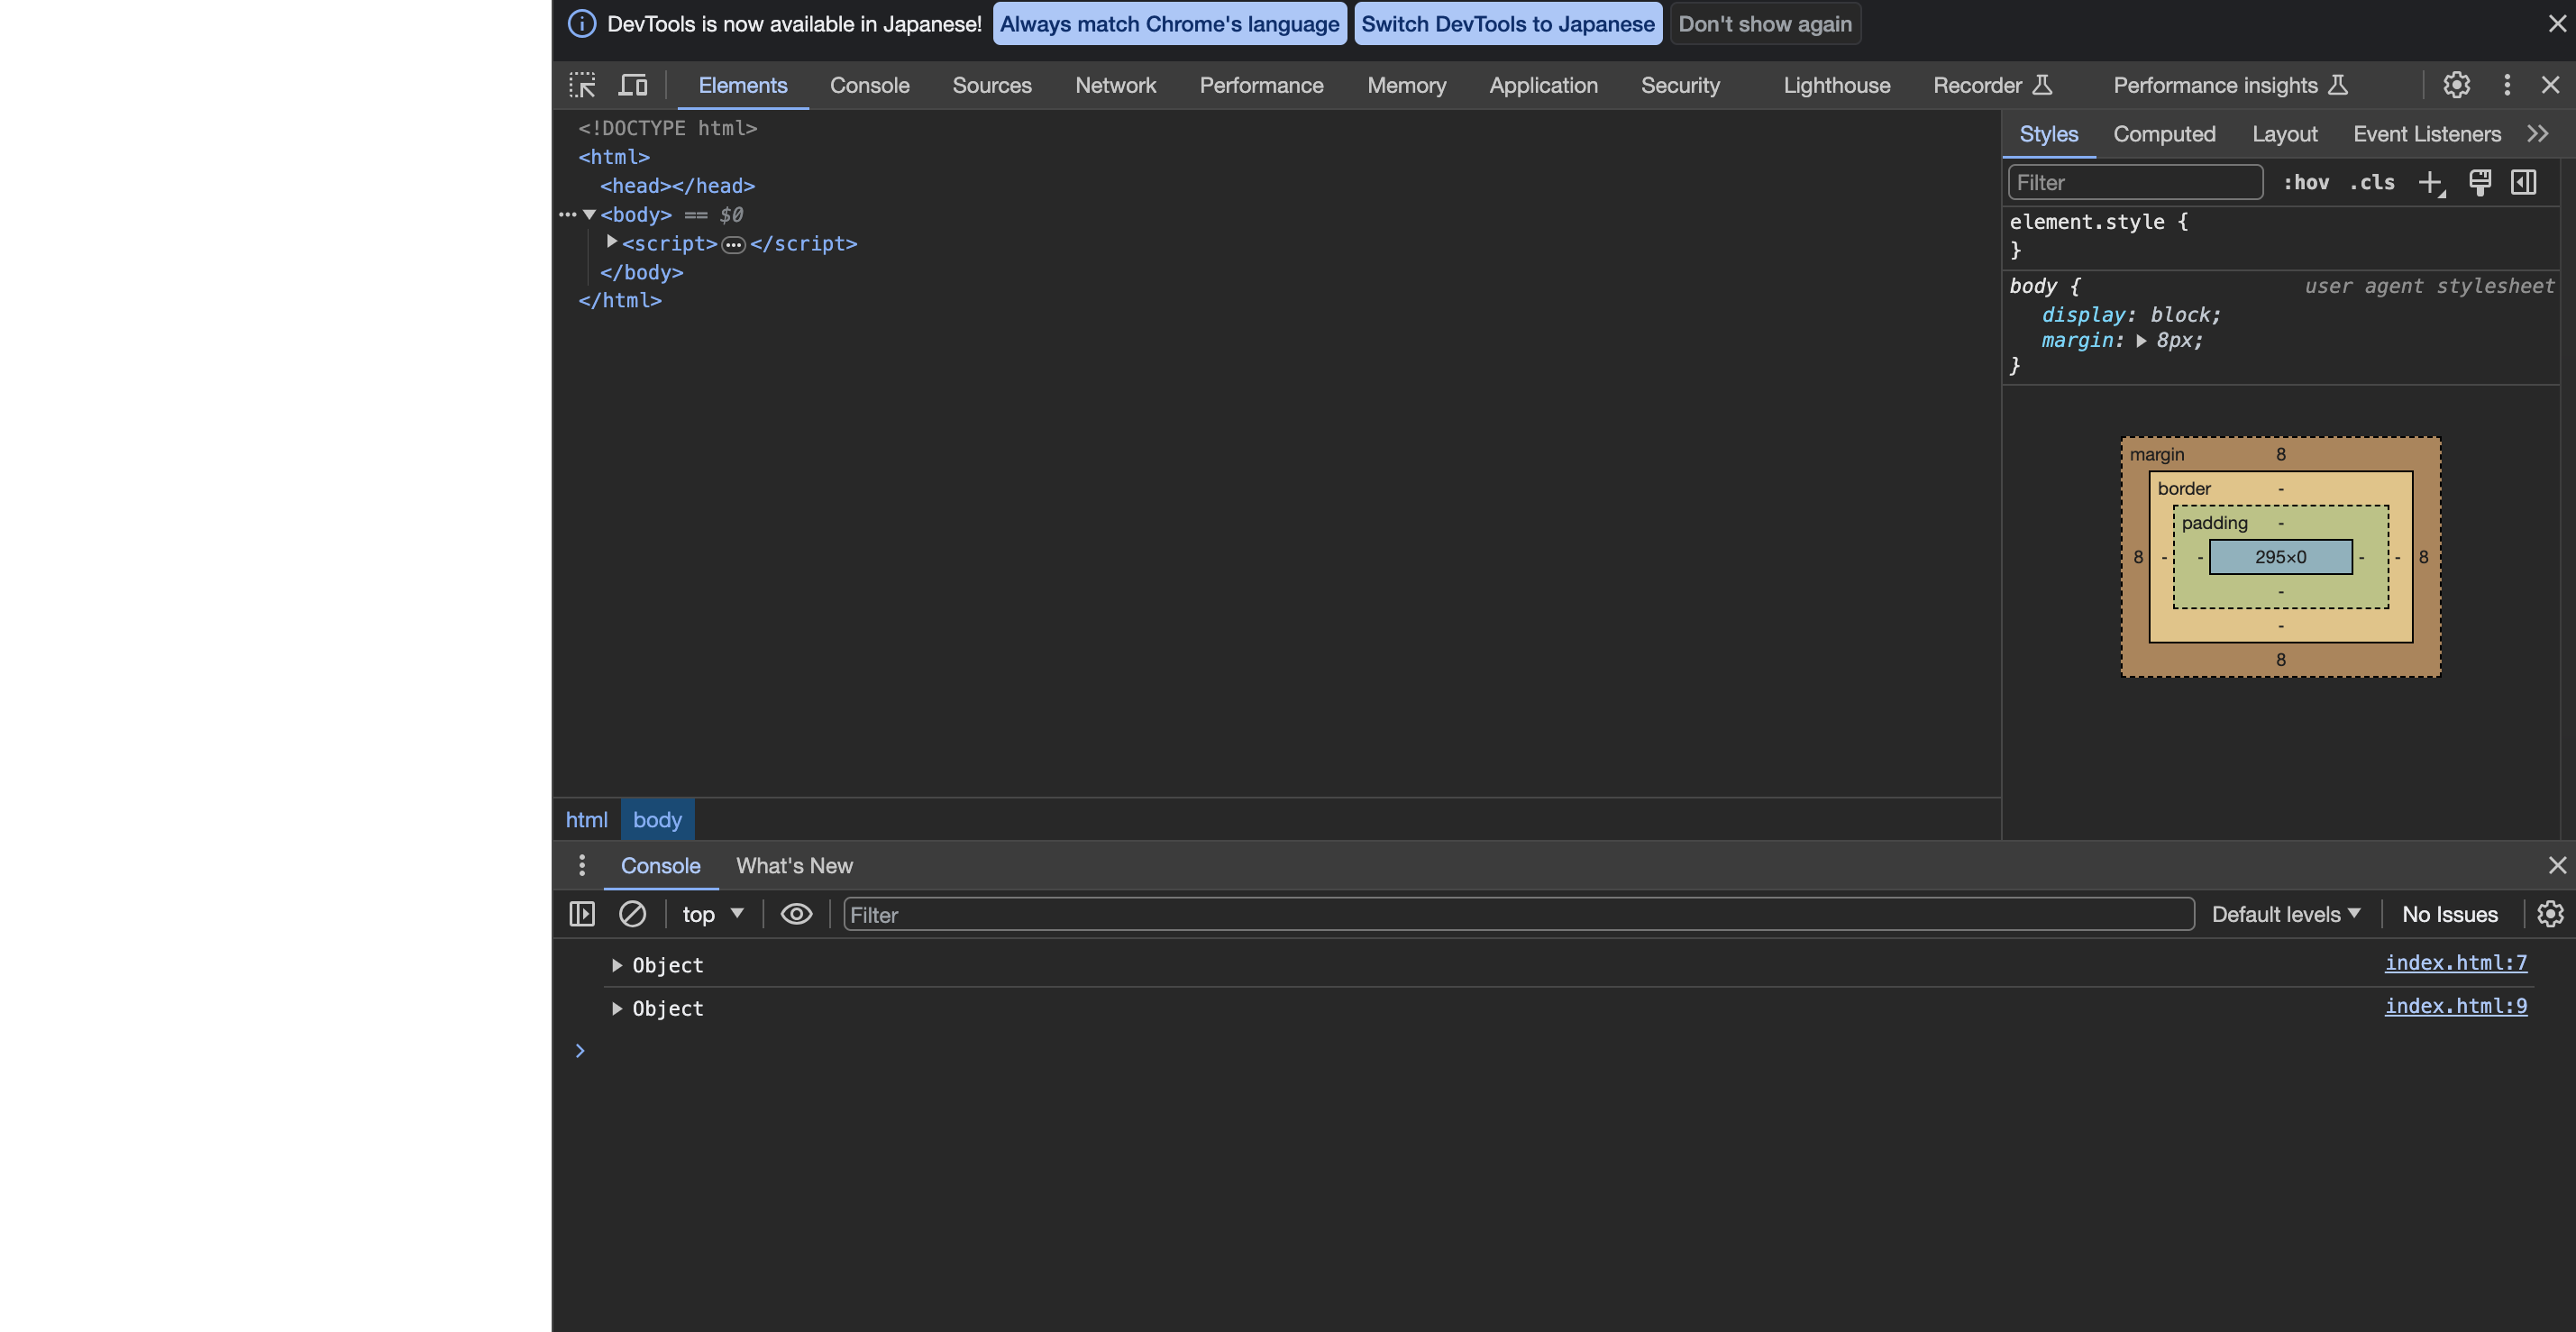 DevTools is now available in Japanese! Always match Chrome's language Switch DevTools to Japanese Don't show again
Elements Console Sources Network Performance Memory Application Security Lighthouse Recorder Performance insights
<!DOCTYPE html>
<html>
<head></head>
<body> == $0
<script>…</script>
</body>
</html>
html body
Styles Computed Layout Event Listeners
Filter :hov .cls
element.style {
}
body { user agent stylesheet
display: block;
margin: 8px;
}
margin 8
border -
padding -
8 - - 295×0 - - 8
-
-
8
Console What's New
top Filter Default levels No Issues
Object index.html:7
Object index.html:9